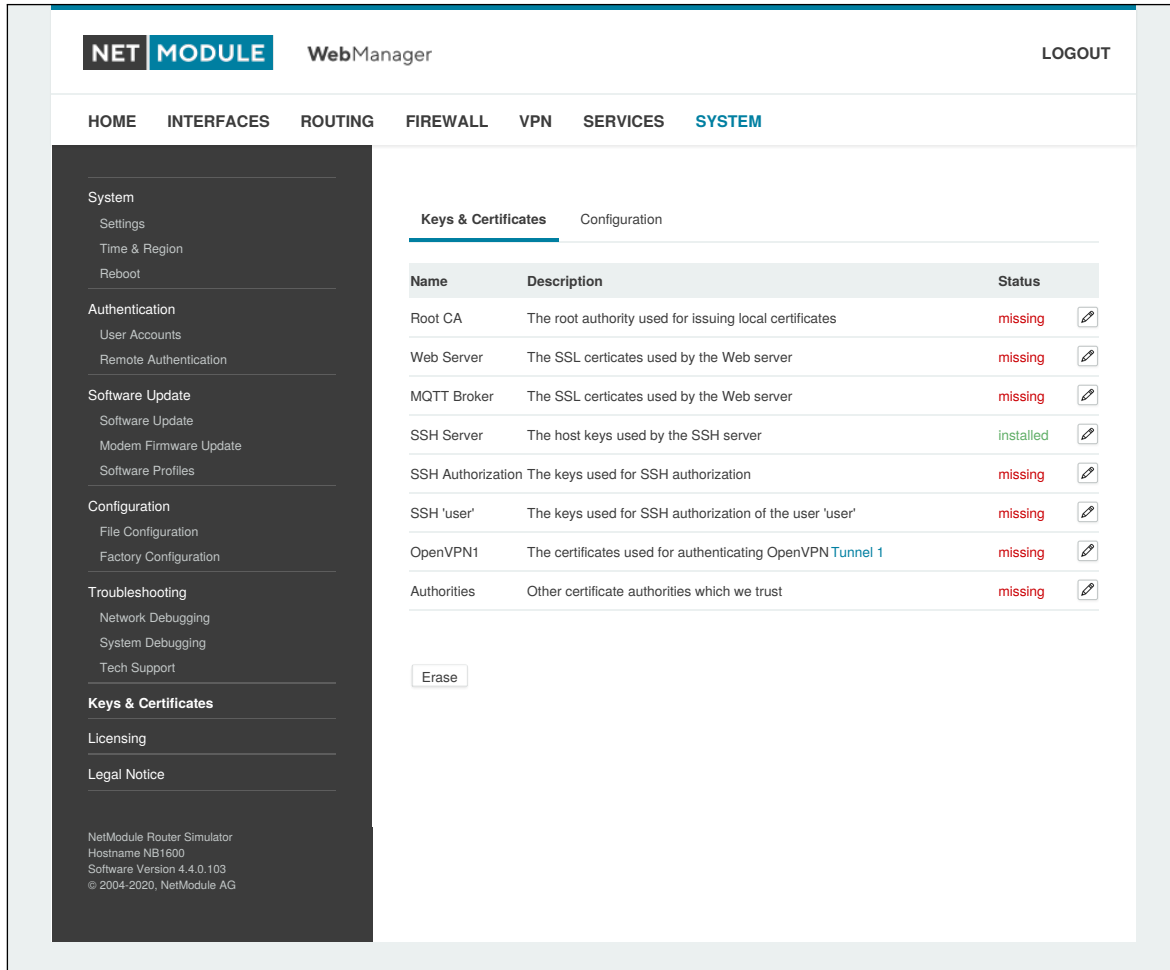 NET MODULE WebManager LOGOUT
HOME INTERFACES ROUTING FIREWALL VPN SERVICES SYSTEM
System
Settings
Time & Region
Reboot
Authentication
User Accounts
Remote Authentication
Software Update
Software Update
Modem Firmware Update
Software Profiles
Configuration
File Configuration
Factory Configuration
Troubleshooting
Network Debugging
System Debugging
Tech Support
Keys & Certificates
Licensing
Legal Notice
NetModule Router Simulator
Hostname NB1600
Software Version 4.4.0.103
© 2004-2020, NetModule AG
Keys & Certificates Configuration
Name Description Status
Root CA The root authority used for issuing local certificates missing
Web Server The SSL certicates used by the Web server missing
MQTT Broker The SSL certicates used by the Web server missing
SSH Server The host keys used by the SSH server installed
SSH Authorization The keys used for SSH authorization missing
SSH 'user' The keys used for SSH authorization of the user 'user' missing
OpenVPN1 The certificates used for authenticating OpenVPN Tunnel 1 missing
Authorities Other certificate authorities which we trust missing
Erase